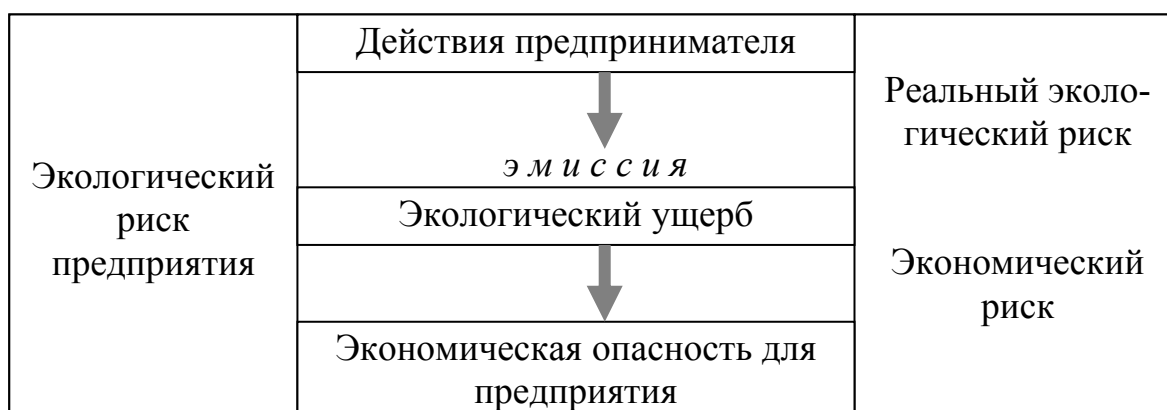 Экологический
риск
предприятия
Действия предпринимателя
эмиссия
Экологический ущерб
Экономическая опасность для
предприятия
Реальный эколо-
гический риск
Экономический
риск